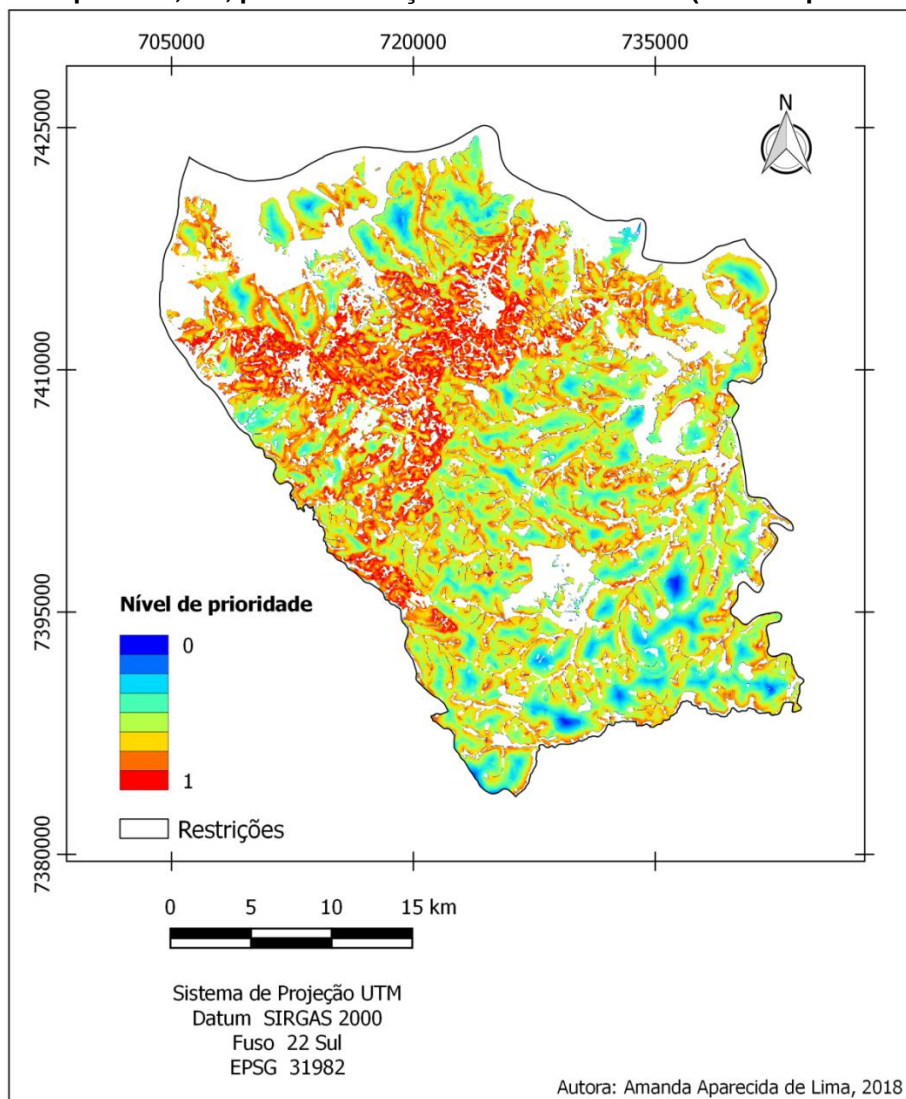 705000 720000 735000
N
7425000
7410000
7395000
7380000
Nível de prioridade
0
1
Restrições
0 5 10 15 km
Sistema de Projeção UTM
Datum SIRGAS 2000
Fuso 22 Sul
EPSG 31982
Autora: Amanda Aparecida de Lima, 2018